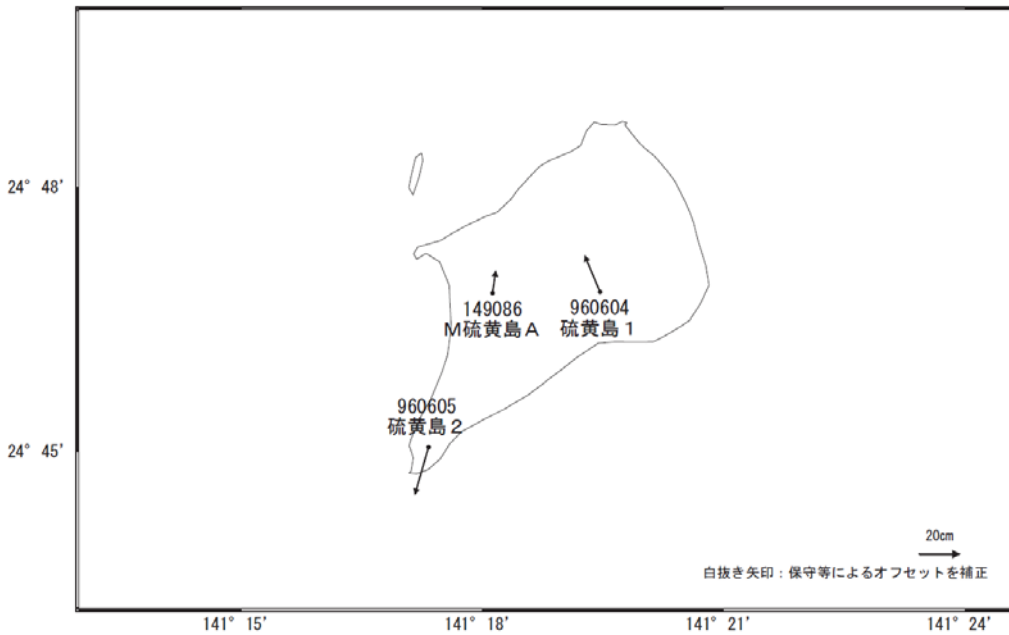 24° 48'
149086
M硫黄島A
960604
硫黄島1
960605
硫黄島2
24° 45'
20cm
白抜き矢印：保守等によるオフセットを補正
141° 15'
141° 18'
141° 21'
141° 24'